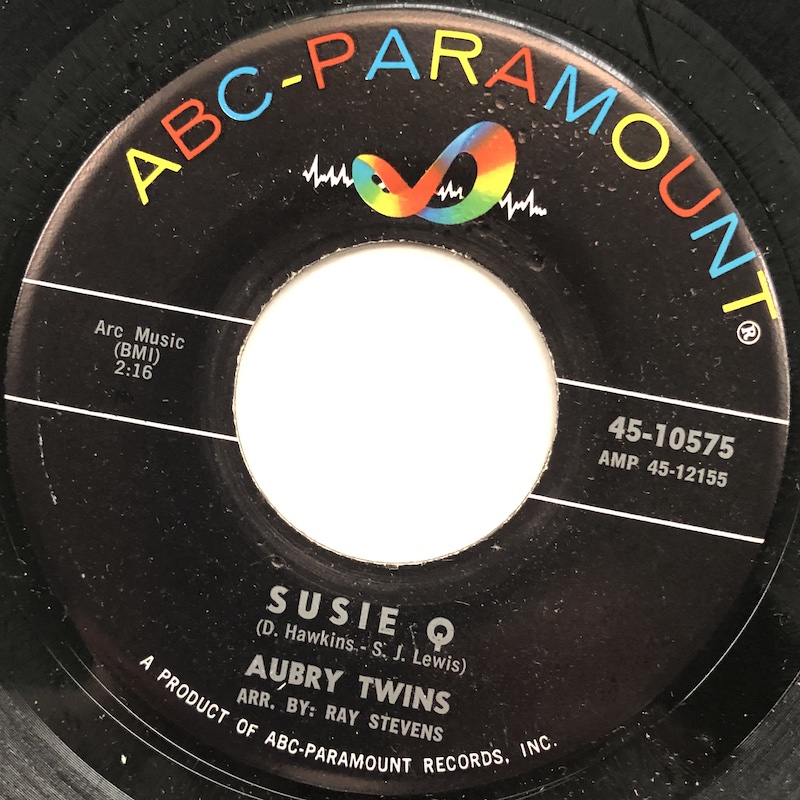 ABC-PARAMOUNT®
Arc Music
(BMI)
2:16
45-10575
AMP 45-12155
SUSIE Q
(D. Hawkins - S. J. Lewis)
AUBRY TWINS
ARR. BY: RAY STEVENS
A PRODUCT OF ABC-PARAMOUNT RECORDS, INC.